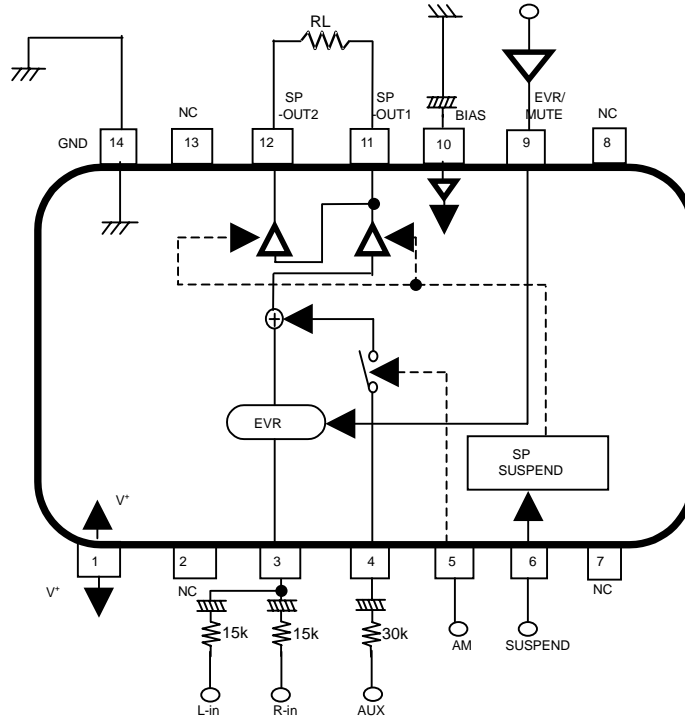 RL
NC
SP
-OUT2
SP
-OUT1
BIAS
EVR/
MUTE
NC
GND
14
13
12
11
10
9
8
EVR
SP
SUSPEND
V+
1
2
3
4
5
6
7
V+
NC
NC
15k
15k
30k
AM
SUSPEND
L-in
R-in
AUX